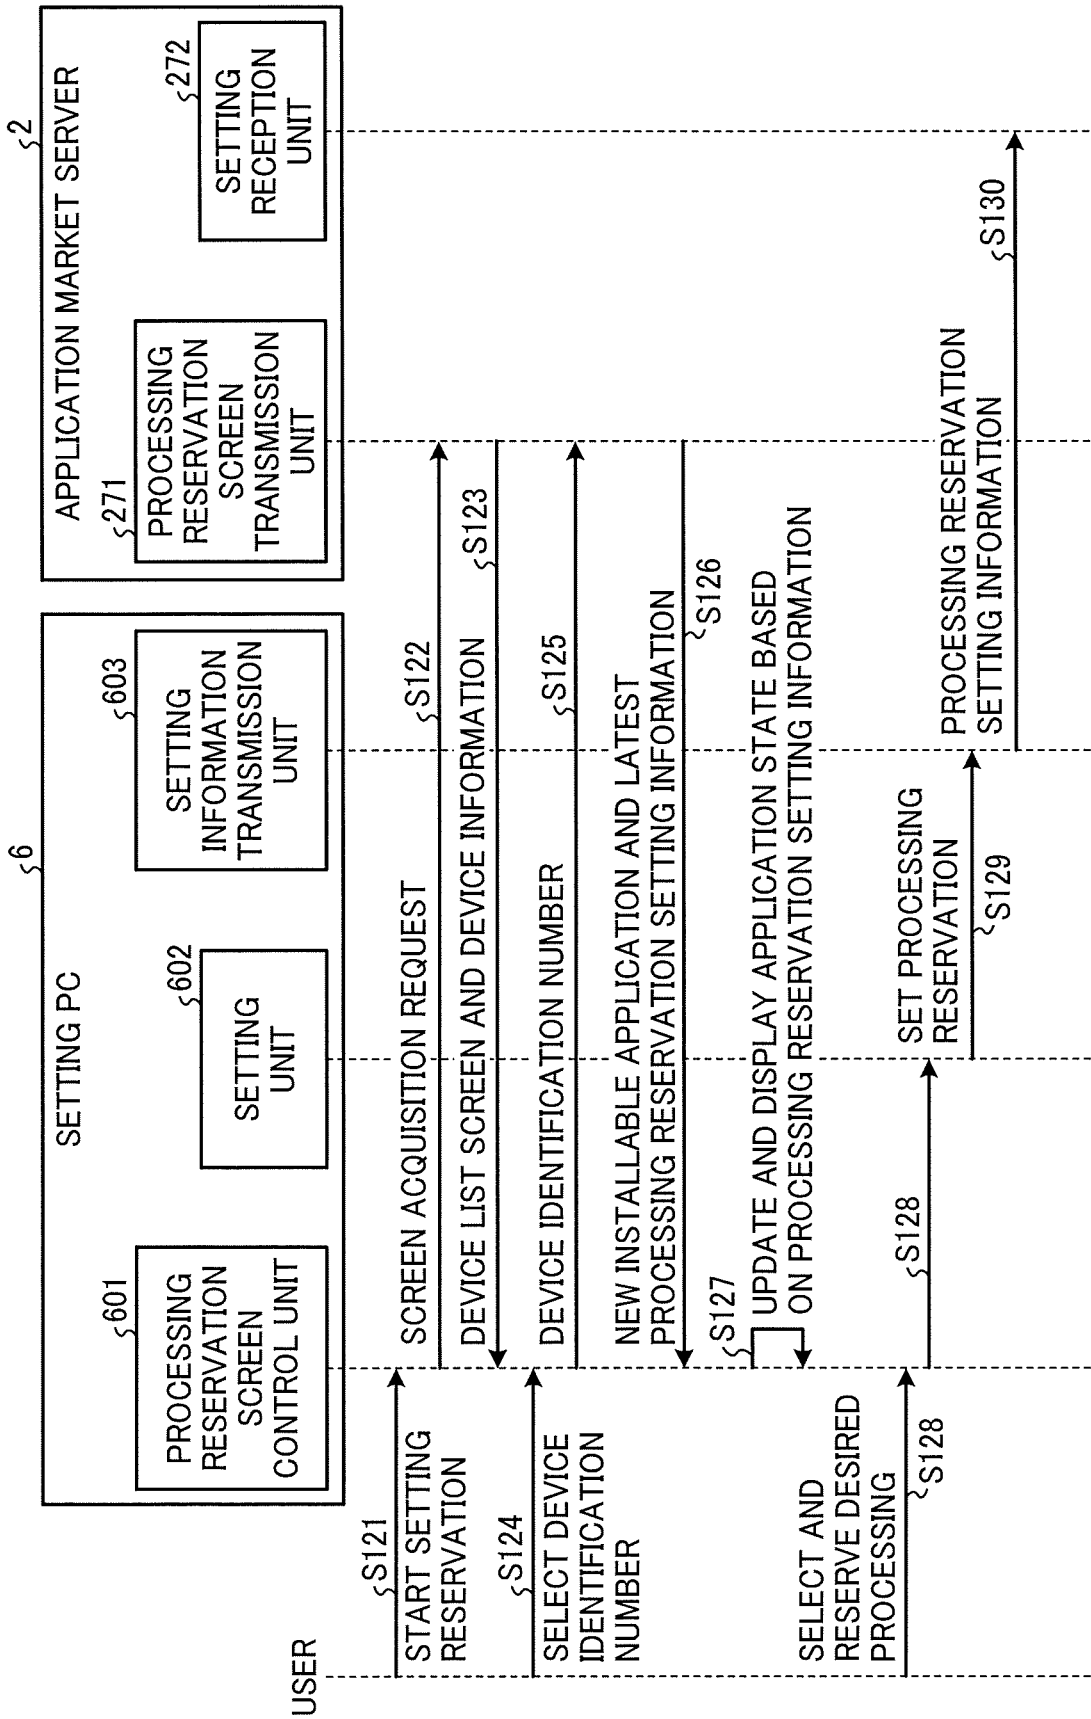 USER
SETTING PC
6
601
PROCESSING
RESERVATION
SCREEN
CONTROL UNIT
602
SETTING
UNIT
603
SETTING
INFORMATION
TRANSMISSION
UNIT
APPLICATION MARKET SERVER
2
271
PROCESSING
RESERVATION
SCREEN
TRANSMISSION
UNIT
272
SETTING
RECEPTION
UNIT
S121
START SETTING
RESERVATION
SCREEN ACQUISITION REQUEST
S122
DEVICE LIST SCREEN AND DEVICE INFORMATION
S123
S124
SELECT DEVICE
IDENTIFICATION
NUMBER
DEVICE IDENTIFICATION NUMBER
S125
NEW INSTALLABLE APPLICATION AND LATEST
PROCESSING RESERVATION SETTING INFORMATION
S126
S127
UPDATE AND DISPLAY APPLICATION STATE BASED
ON PROCESSING RESERVATION SETTING INFORMATION
SELECT AND
RESERVE DESIRED
PROCESSING
S128
S128
SET PROCESSING
RESERVATION
S129
PROCESSING RESERVATION
SETTING INFORMATION
S130